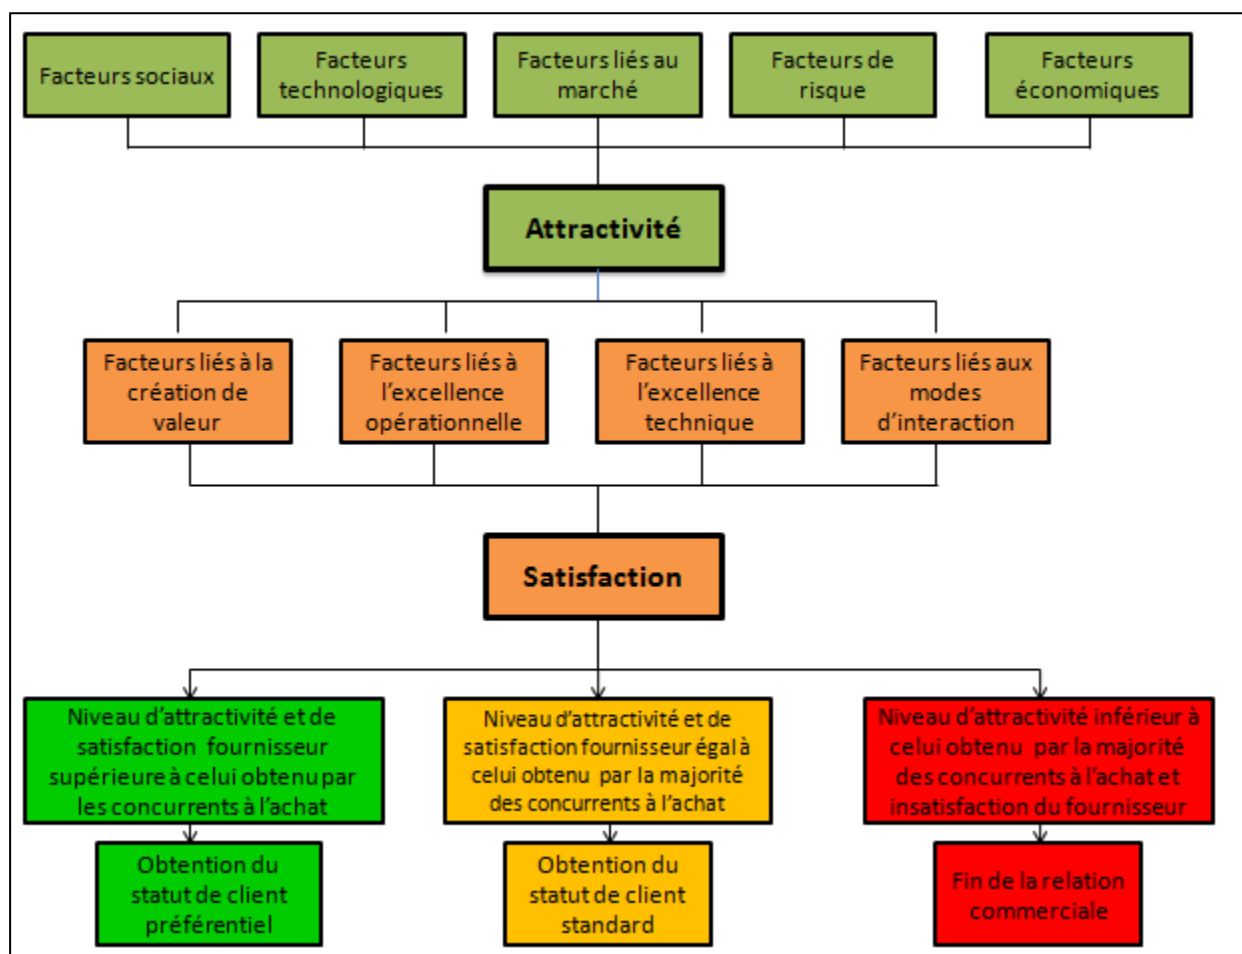 Facteurs sociaux
Facteurs
technologiques
Facteurs liés au
marché
Facteurs de
risque
Facteurs
économiques
Attractivité
Facteurs liés à la
création de
valeur
Facteurs liés à
l'excellence
opérationnelle
Facteurs liés à
l'excellence
technique
Facteurs liés aux
modes
d'interaction
Satisfaction
Niveau d'attractivité et de
satisfaction fournisseur
supérieure à celui obtenu par
les concurrents à l'achat
Niveau d'attractivité et de
satisfaction fournisseur égal à
celui obtenu par la majorité
des concurrents à l'achat
Niveau d'attractivité inférieur à
celui obtenu par la majorité
des concurrents à l'achat et
insatisfaction du fournisseur
Obtention du
statut de client
préférentiel
Obtention du
statut de client
standard
Fin de la relation
commerciale